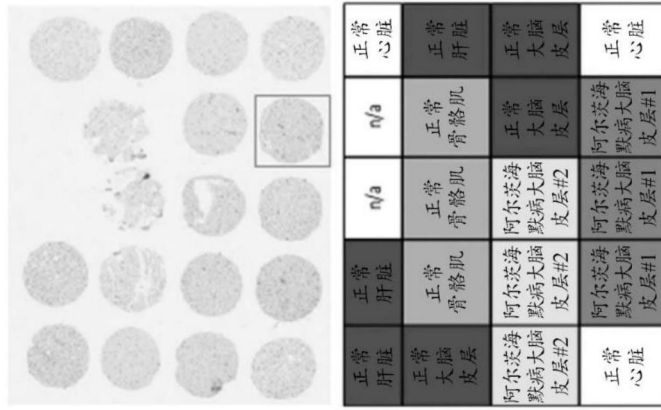 正常
肝脏
正常
肝脏
n/a
n/a
正常
心脏
正常
大脑
皮层
正常
骨骼肌
正常
骨骼肌
正常
骨骼肌
正常
肝脏
阿尔茨海
默病大脑
皮层#2
阿尔茨海
默病大脑
皮层#2
阿尔茨海
默病大脑
皮层#2
正常
大脑
皮层
正常
大脑
皮层
正常
心脏
阿尔茨海
默病大脑
皮层#1
阿尔茨海
默病大脑
皮层#1
阿尔茨海
默病大脑
皮层#1
正常
心脏